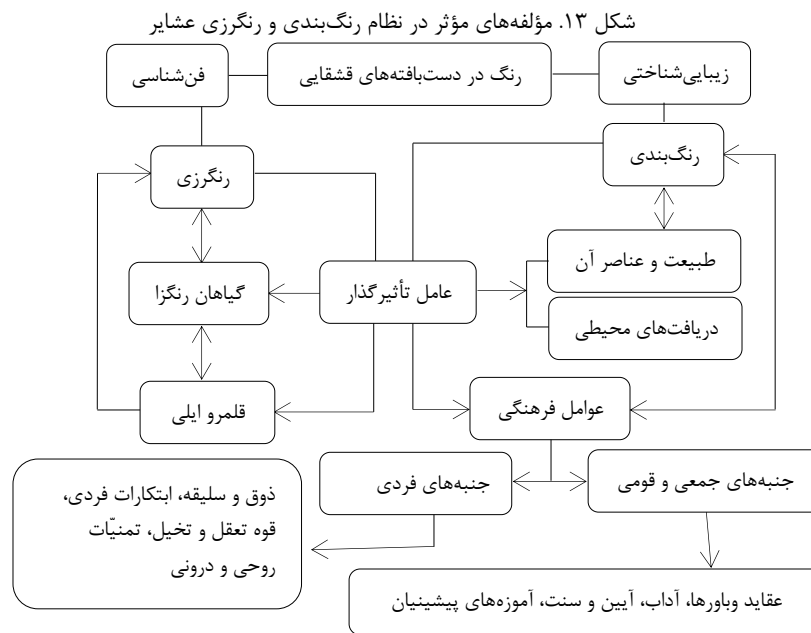 شکل ۱۳. مؤلفه‌های مؤثر در نظام رنگ‌بندی و رنگرزی عشایر
زیبایی‌شناختی
رنگ در دست‌بافته‌های قشقایی
فن‌شناسی
رنگ‌بندی
رنگرزی
طبیعت و عناصر آن
عامل تأثیرگذار
گیاهان رنگزا
دریافت‌های محیطی
عوامل فرهنگی
قلمرو ایلی
جنبه‌های جمعی و قومی
جنبه‌های فردی
ذوق و سلیقه، ابتکارات فردی،
قوه تعقل و تخیل، تمنیّات
روحی و درونی
عقاید وباورها، آداب، آیین و سنت، آموزه‌های پیشینیان